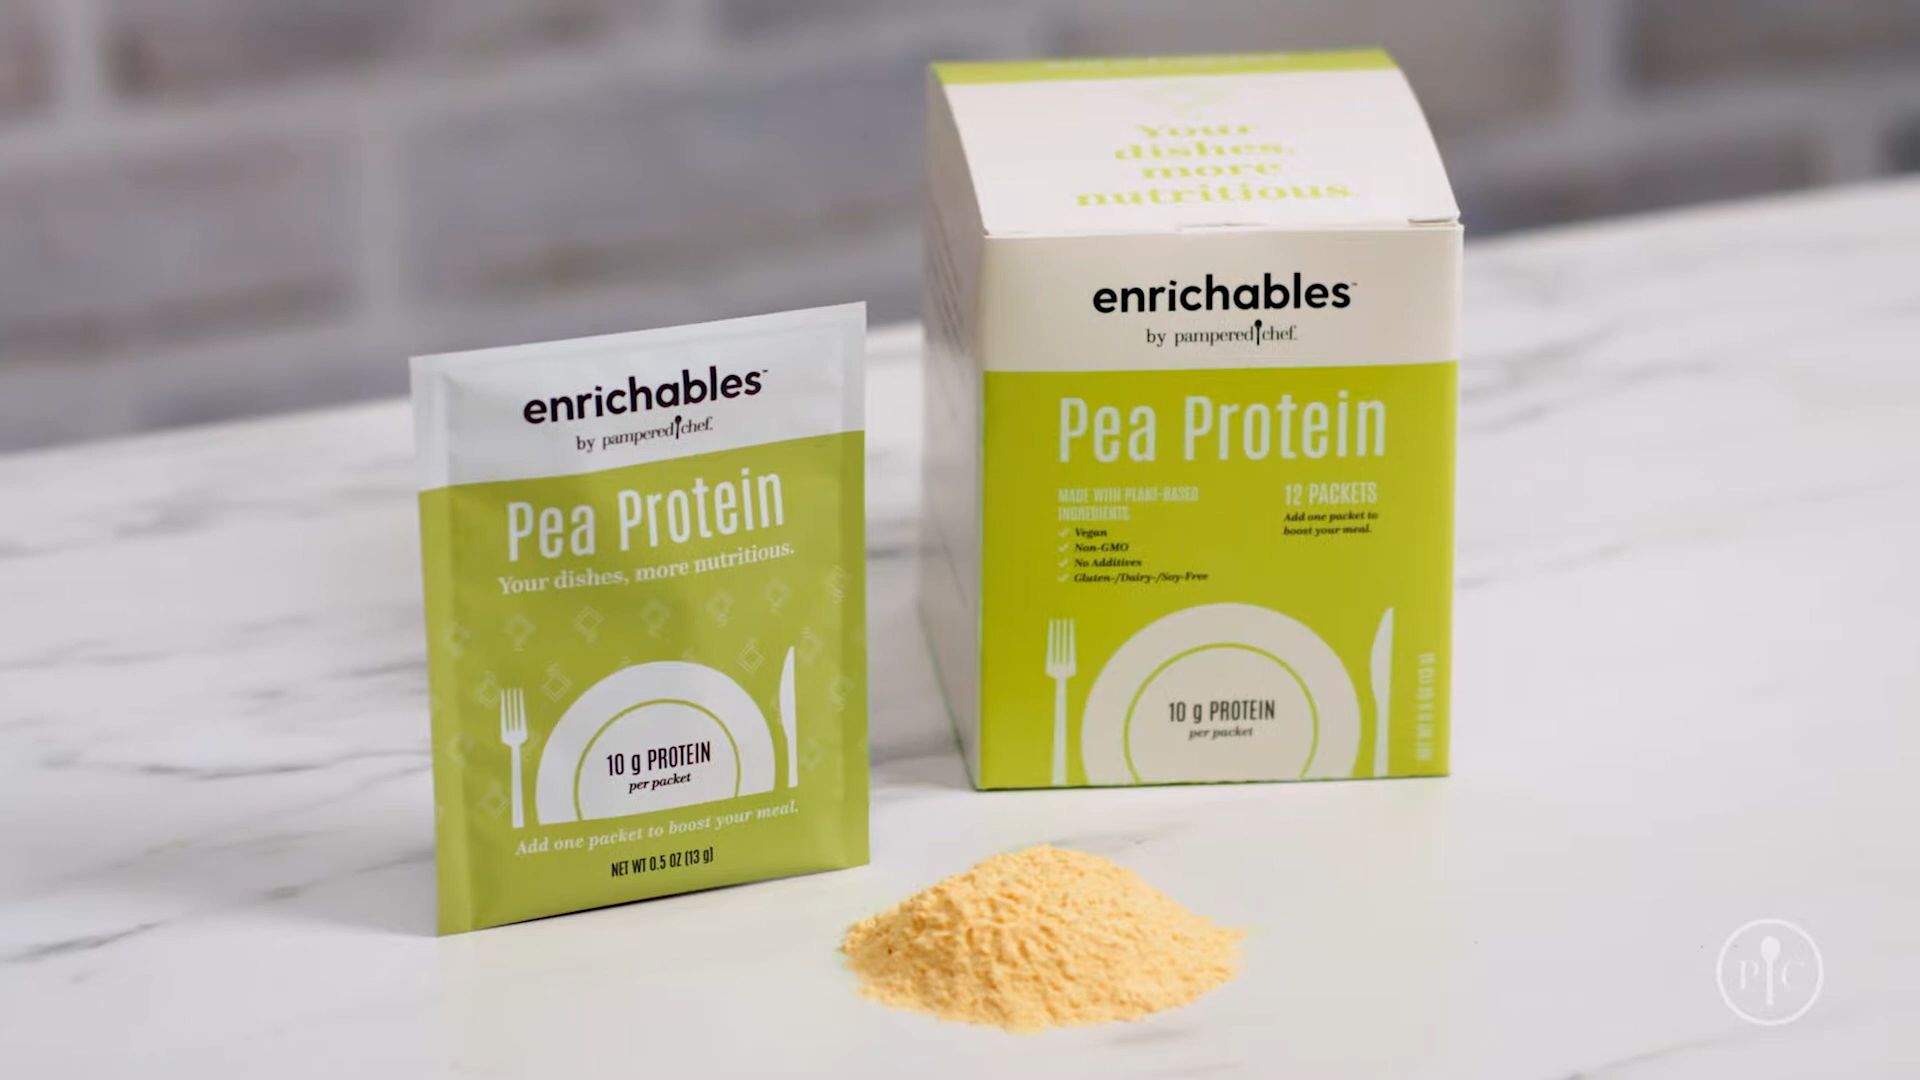 Your
dishes,
more
nutritious.
enrichables™
by pampered chef.
Pea Protein
MADE WITH PLANT-BASED
INGREDIENTS
✓ Vegan
✓ Non-GMO
✓ No Additives
✓ Gluten-/Dairy-/Soy-Free
12 PACKETS
Add one packet to
boost your meal.
10 g PROTEIN
per packet
enrichables™
by pampered chef.
Pea Protein
Your dishes, more nutritious.
10 g PROTEIN
per packet
Add one packet to boost your meal.
NET WT 0.5 OZ (13 g)
P C